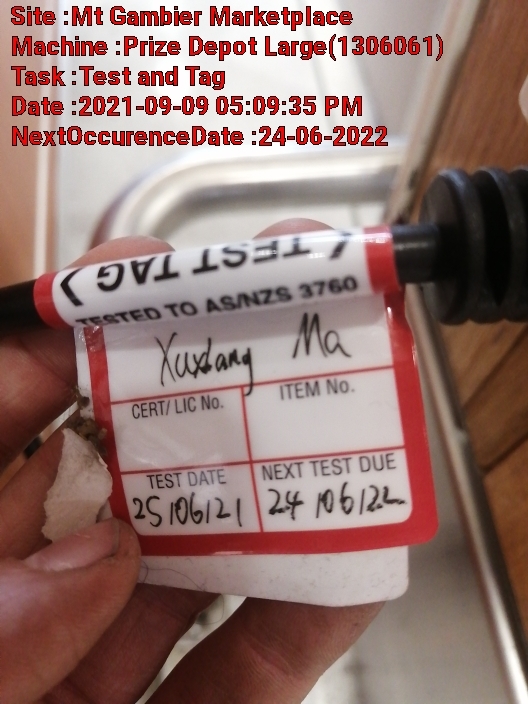 Site :Mt Gambier Marketplace
Machine :Prize Depot Large(1306061)
Task :Test and Tag
Date :2021-09-09 05:09:35 PM
NextOccurenceDate :24-06-2022
TEST TAG
TESTED TO AS/NZS 3760
Ma
CERT/ LIC No.
ITEM No.
TEST DATE
NEXT TEST DUE
25/06/21
24/06/22